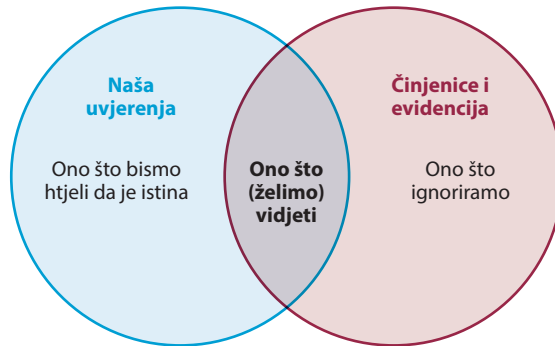 Naša
uvjerenja
Ono što bismo
htjeli da je istina
Ono što
(želimo)
vidjeti
Činjenice i
evidencija
Ono što
ignoriramo